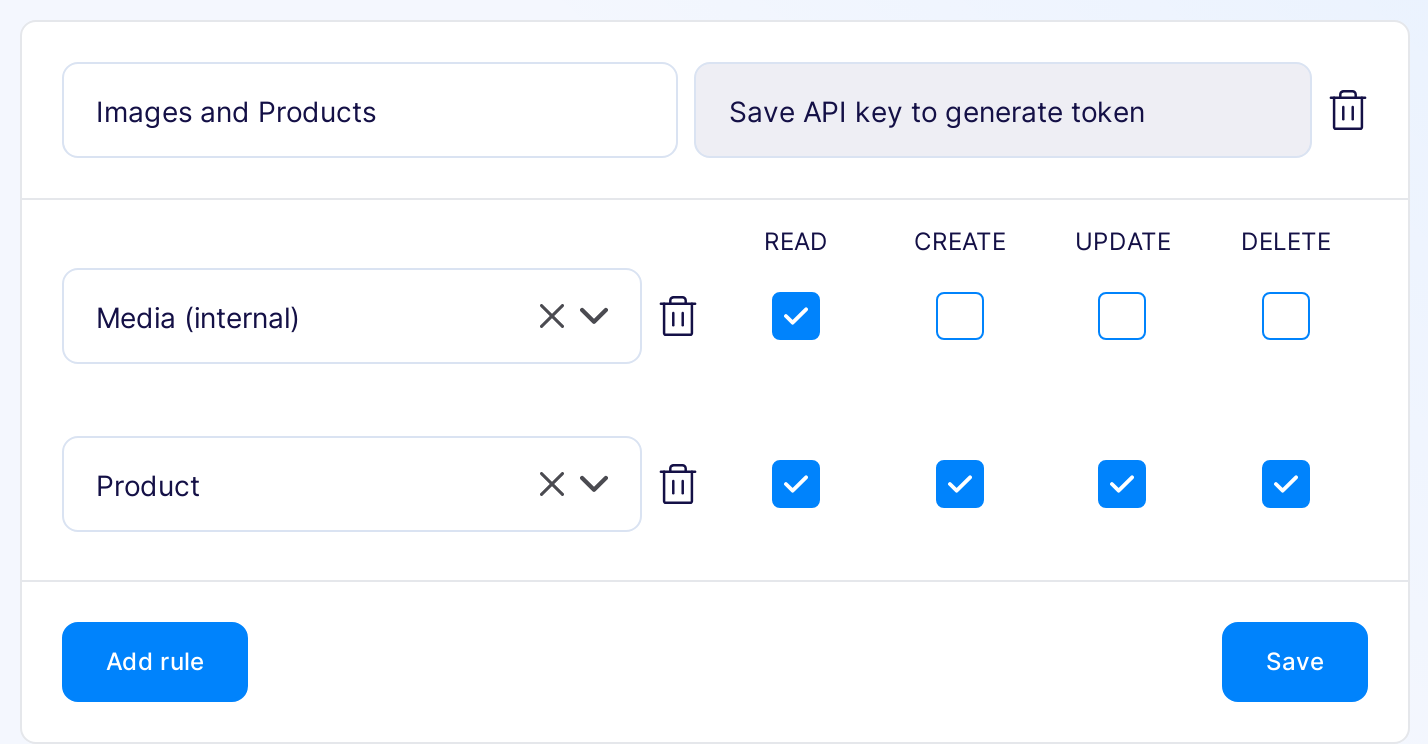 Images and Products
Save API key to generate token
READ CREATE UPDATE DELETE
Media (internal)
Product
Add rule
Save